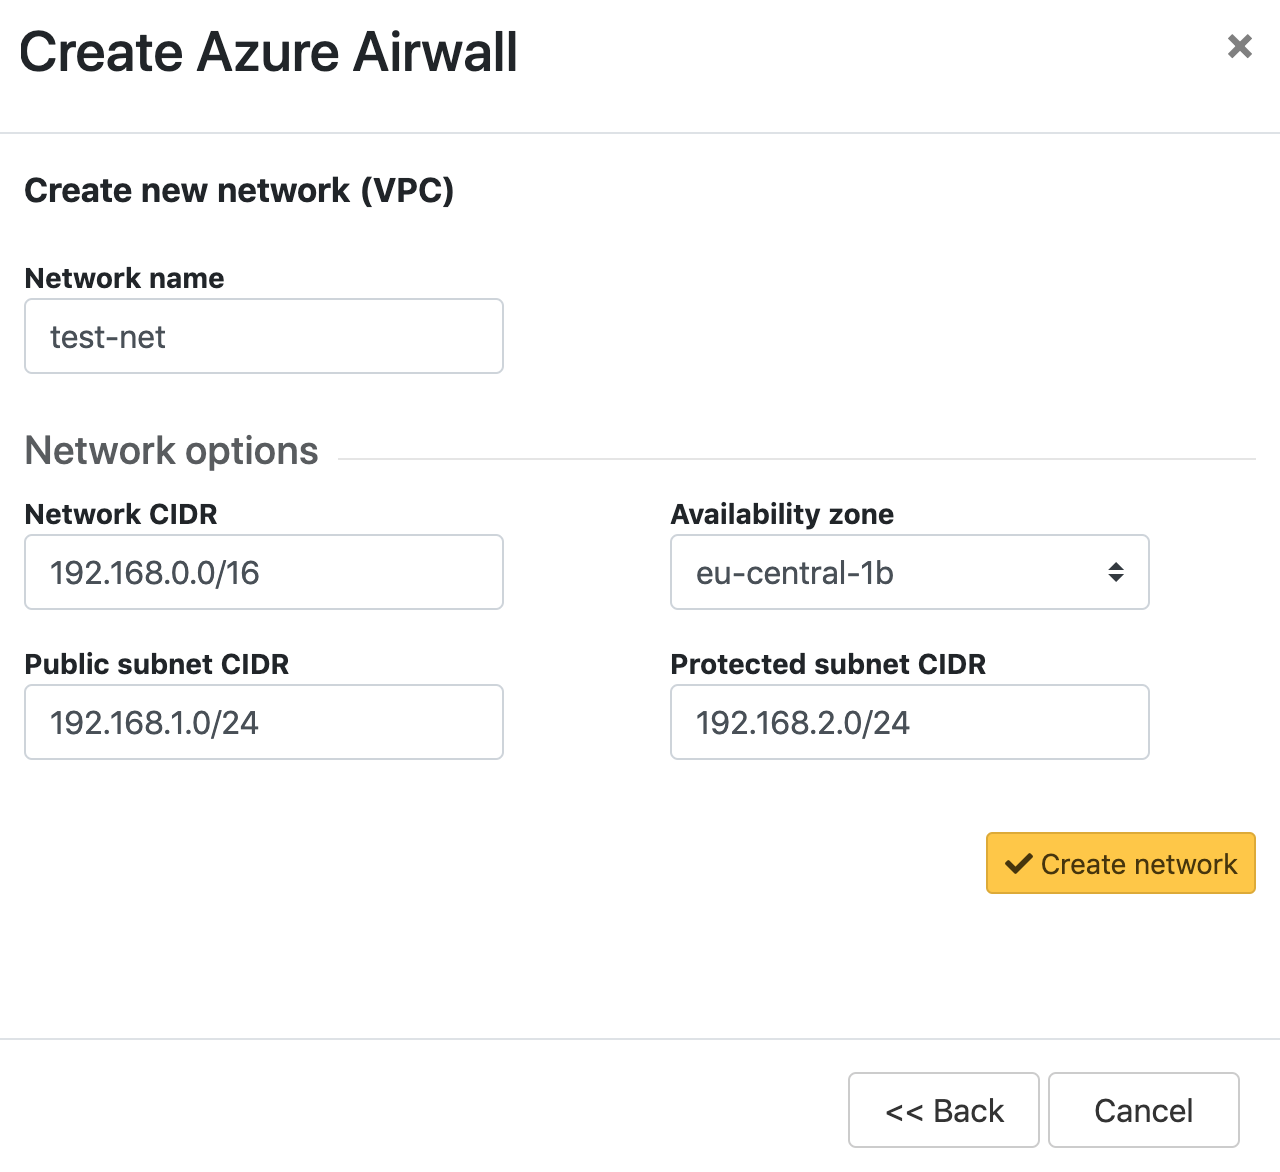 Create Azure Airwall
Create new network (VPC)
Network name
test-net
Network options
Network CIDR
192.168.0.0/16
Availability zone
eu-central-1b
Public subnet CIDR
192.168.1.0/24
Protected subnet CIDR
192.168.2.0/24
Create network
<< Back
Cancel